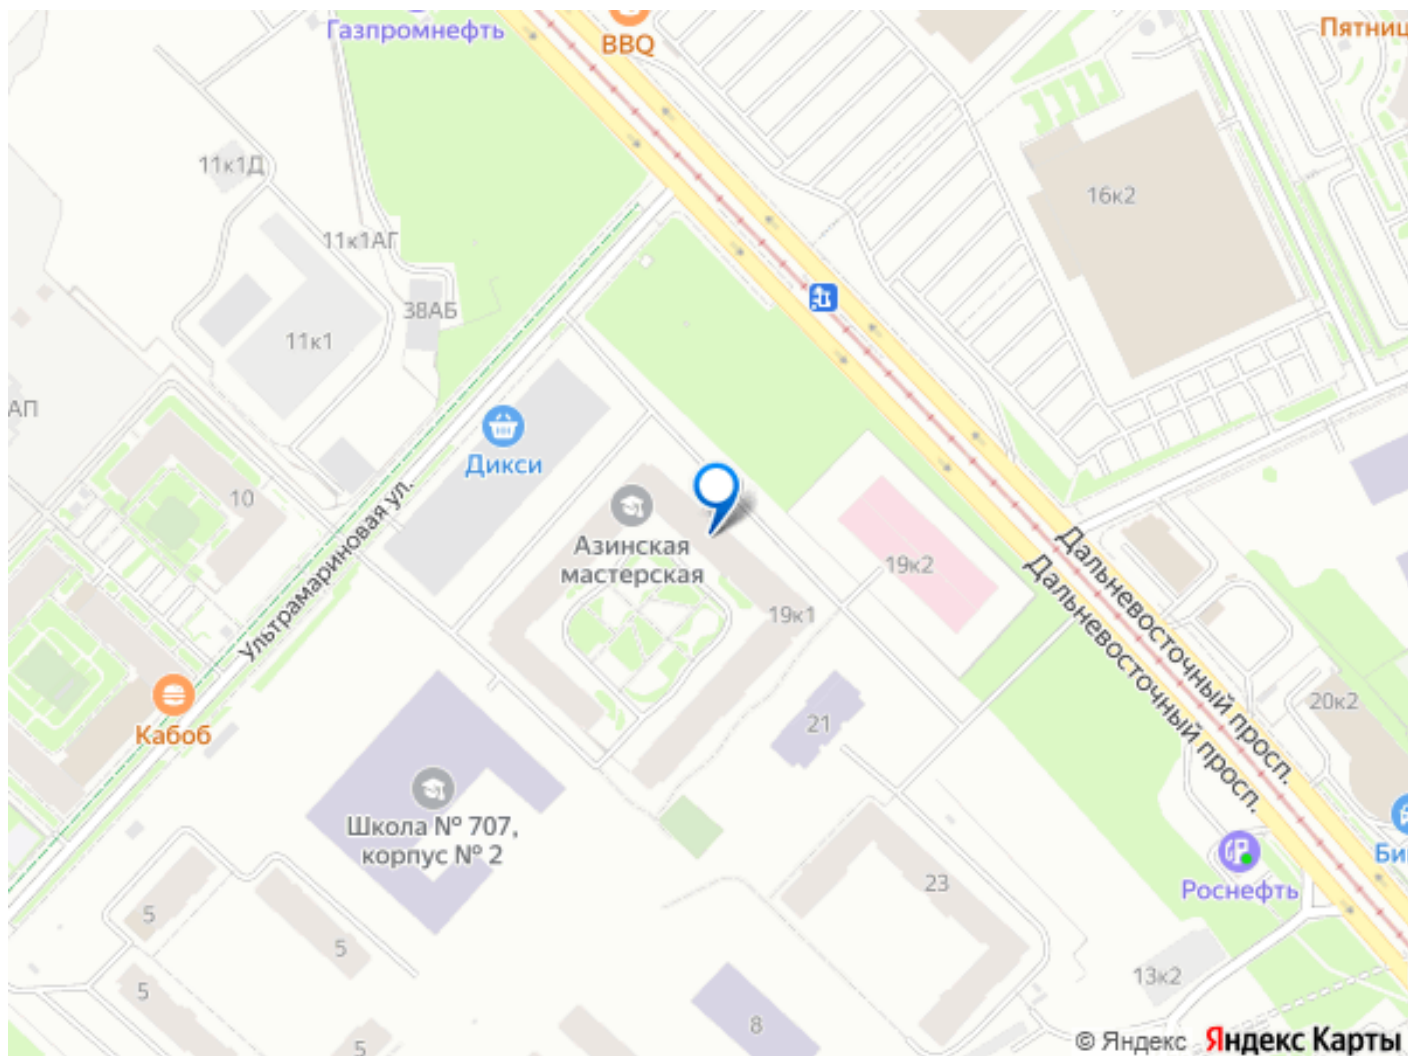 Газпромнефть
BBQ
Пятниц
11к1Д
16к2
11к1АГ
38АБ
11к1
АП
Дикси
10
Ультрамариновая ул.
Азинская
мастерская
19к2
19к1
Дальневосточный просп.
Дальневосточный просп.
Кабоб
21
20к2
Школа № 707,
корпус № 2
Би
Роснефть
23
5
5
5
13к2
8
5
© Яндекс Яндекс Карты